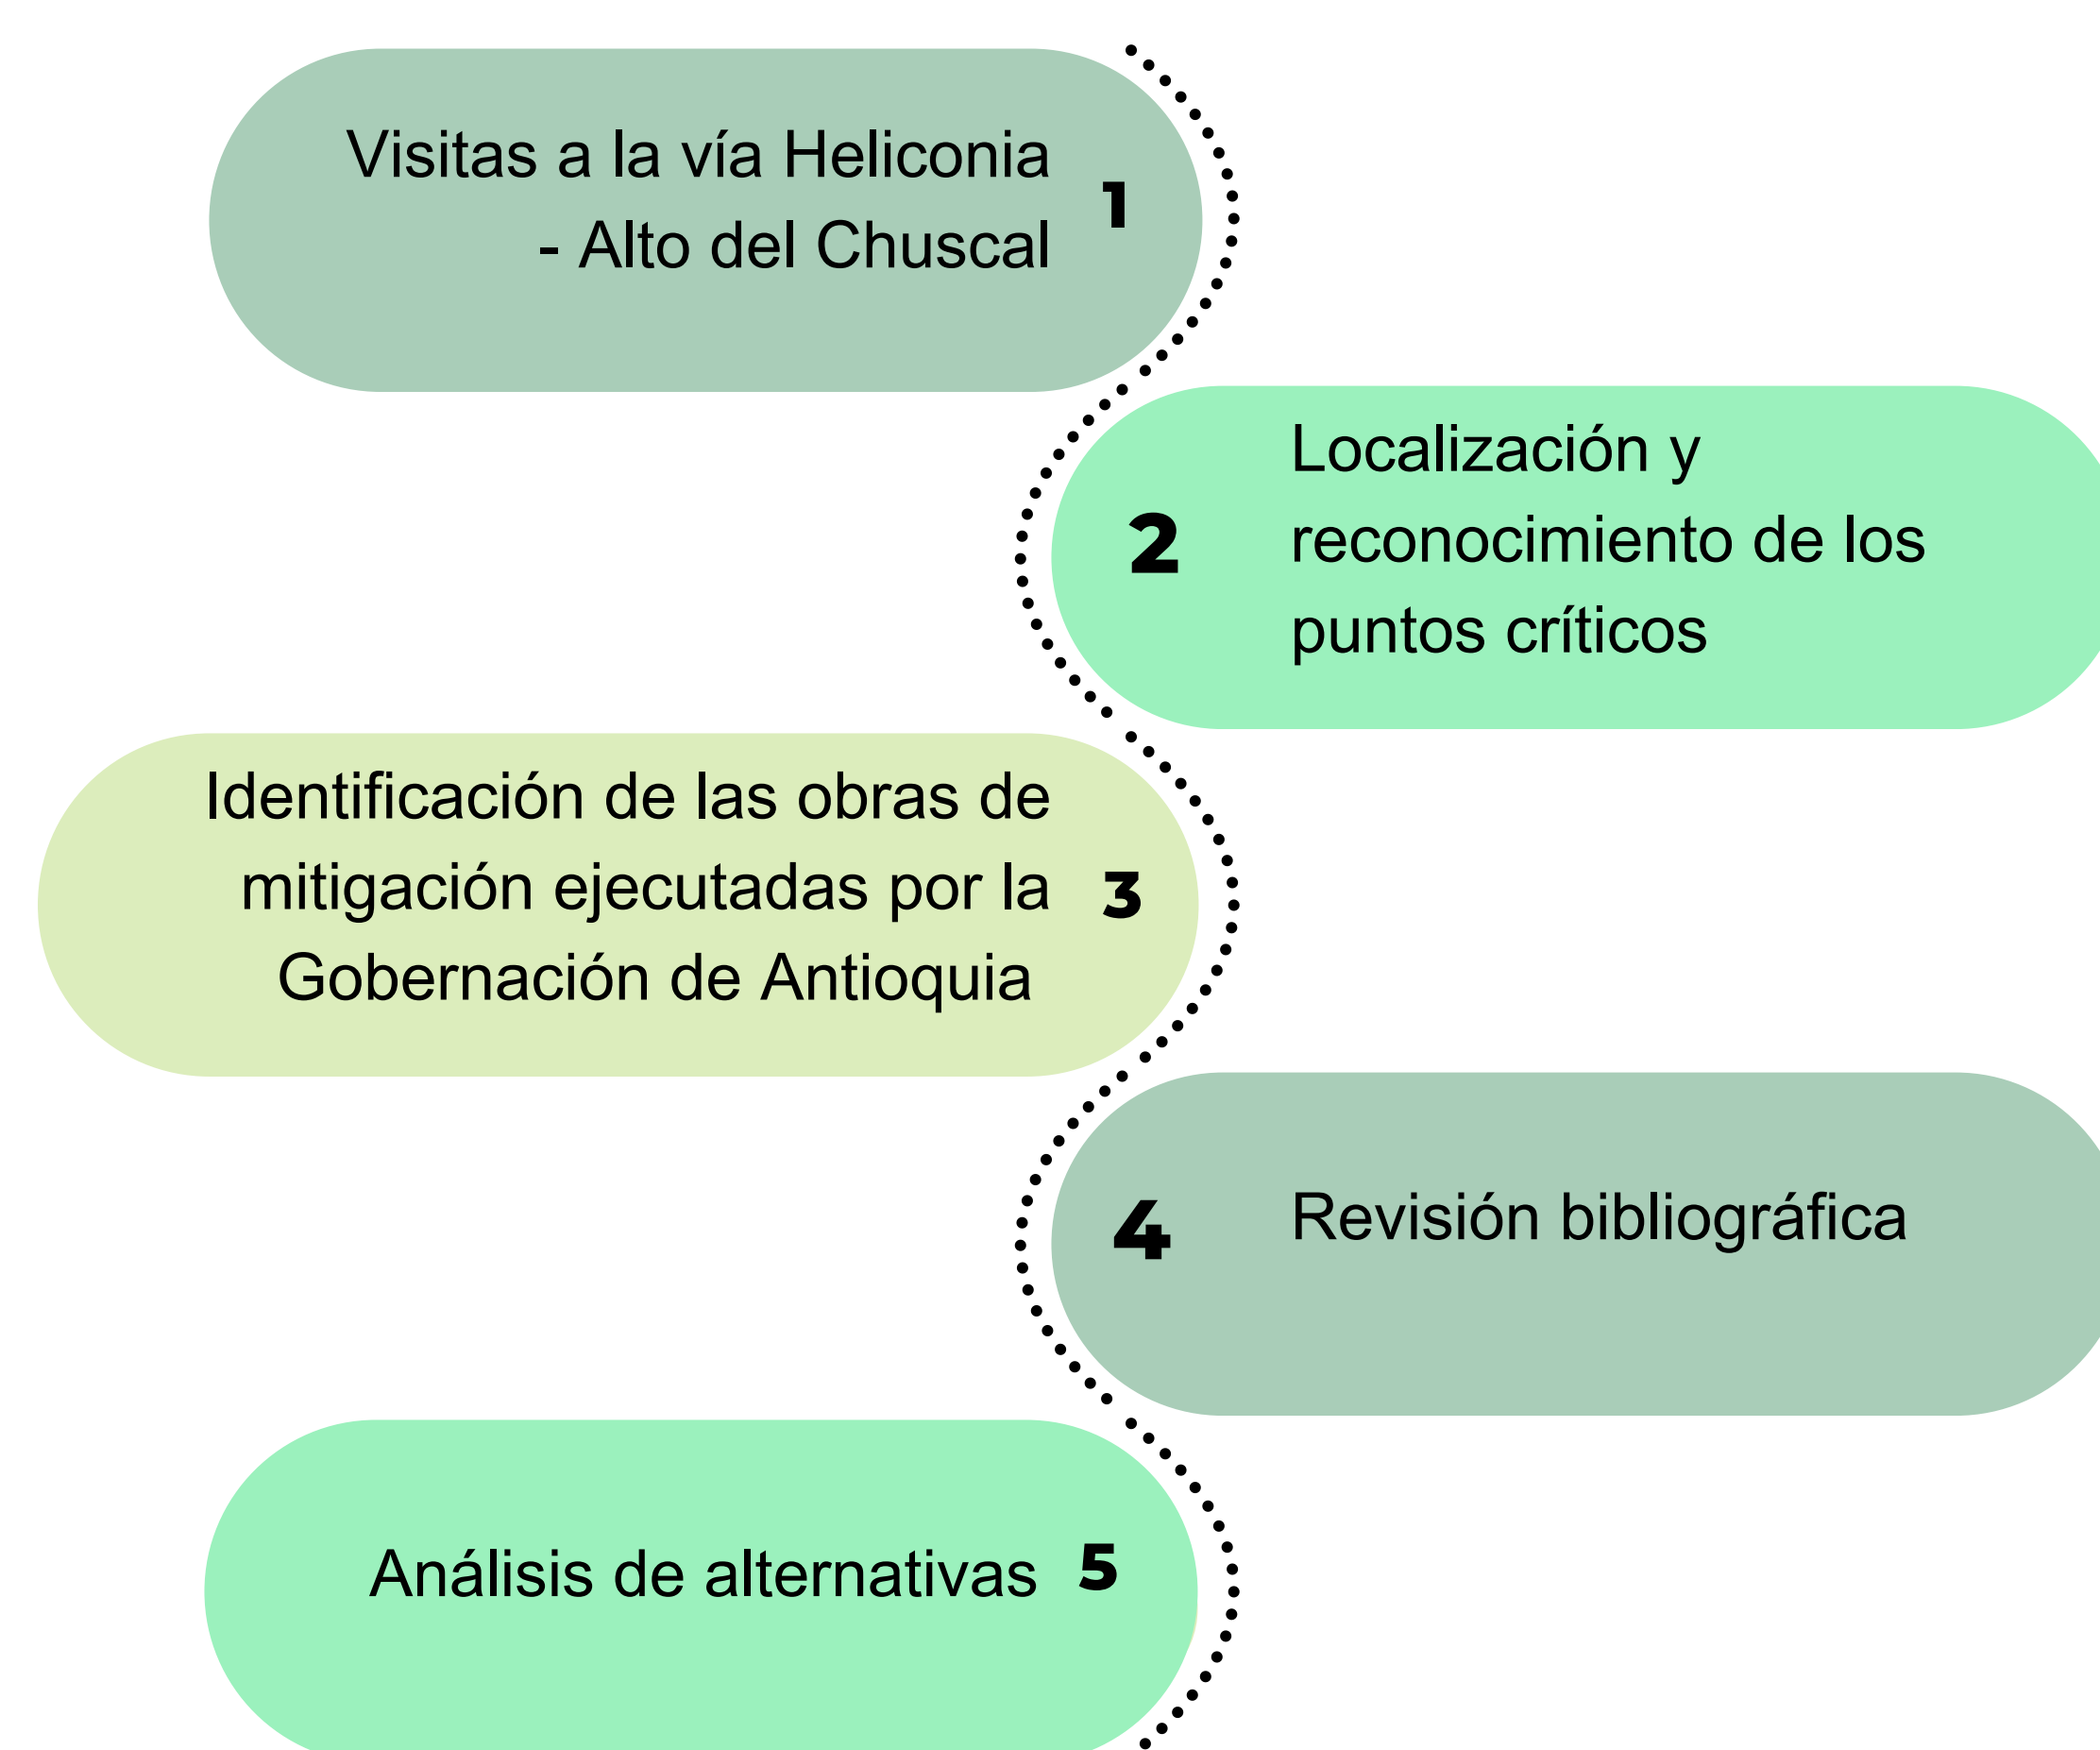 Visitas a la vía Heliconia
- Alto del Chuscal
1
2
Localización y
reconocimiento de los
puntos críticos
Identificación de las obras de
mitigación ejecutadas por la
Gobernación de Antioquia
3
4
Revisión bibliográfica
Análisis de alternativas
5